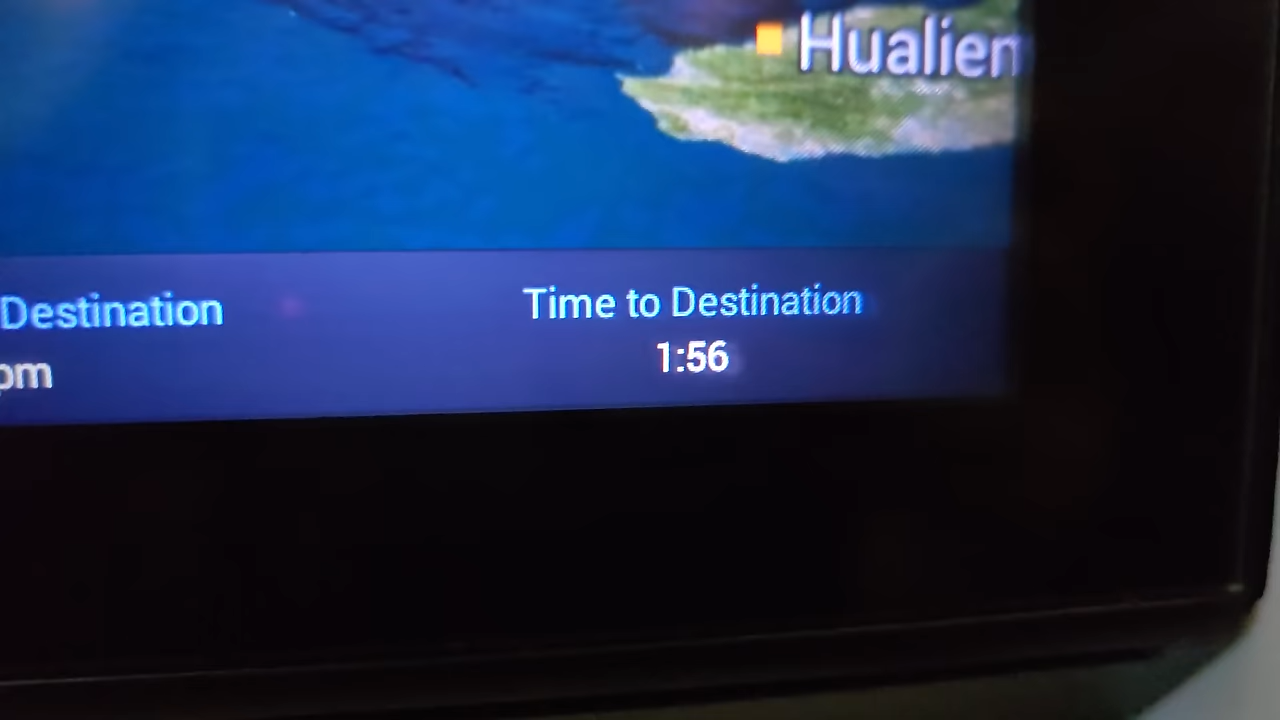 Hualien
Destination
Time to Destination
pm
1:56